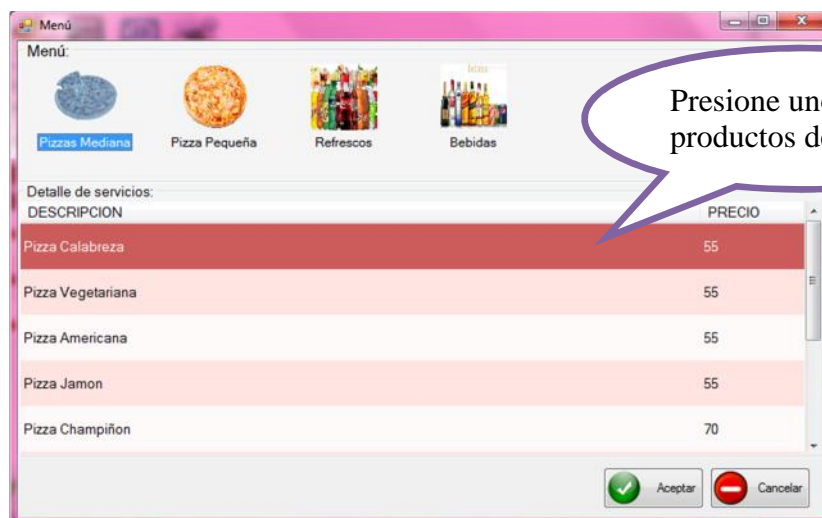 Menú
Menú:
Pizzas Mediana
Pizza Pequeña
Refrescos
Bebidas
Presione
productos
Detalle de servicios:
DESCRIPCION PRECIO
Pizza Calabreza 55
Pizza Vegetariana 55
Pizza Americana 55
Pizza Jamon 55
Pizza Champiñon 70
Aceptar
Cancelar